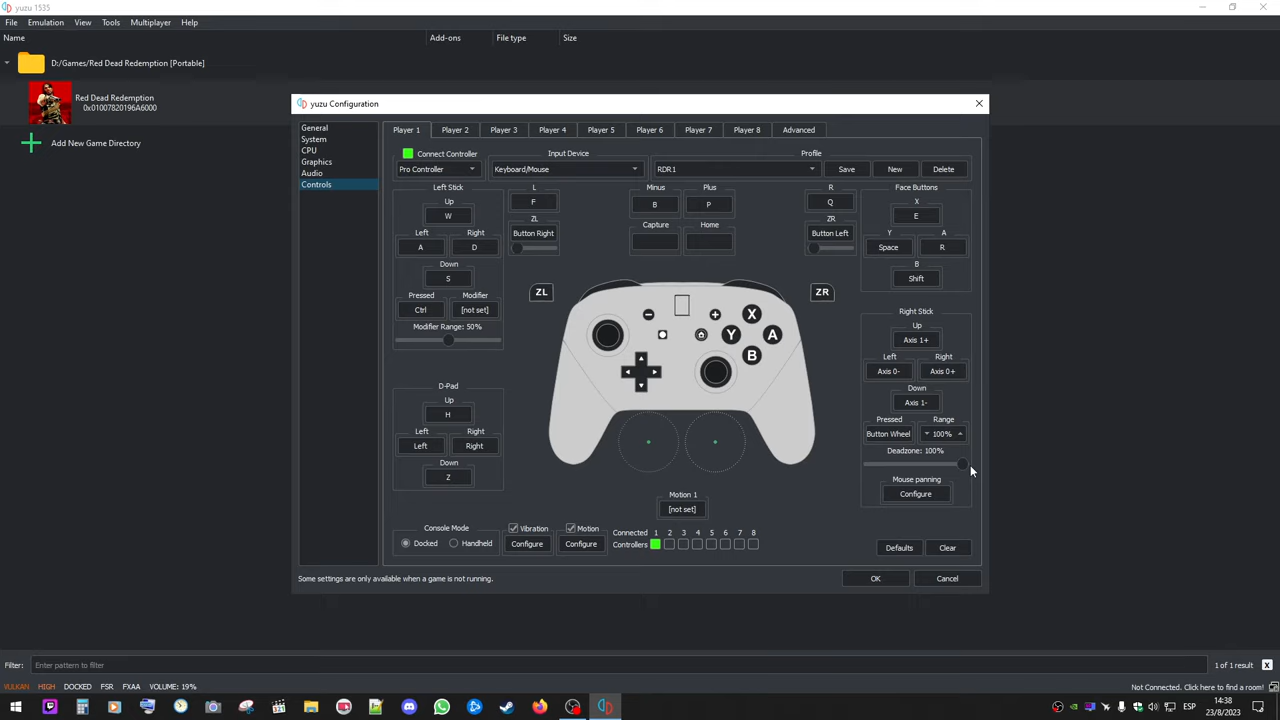 yuzu 1535
File Emulation View Tools Multiplayer Help
Name Add-ons File type Size
D:/Games/Red Dead Redemption [Portable]
Red Dead Redemption
0x01007820196A6000
Add New Game Directory
yuzu Configuration
General
System
CPU
Graphics
Audio
Controls
Player 1 Player 2 Player 3 Player 4 Player 5 Player 6 Player 7 Player 8 Advanced
Connect Controller Input Device Profile
Pro Controller Keyboard/Mouse RDR1 Save New Delete
Left Stick L Minus Plus R Face Buttons
Up F B P Q X
W ZL Capture Home ZR E
Left Right Button Right Button Left Y A
A D Space R
Down B
S Shift
Pressed Modifier ZL ZR
Ctrl [not set] Right Stick
Modifier Range: 50% Up
X Y A B
Axis 1+
Left Right
Axis 0- Axis 0+
D-Pad Down
Up Axis 1-
H Pressed Range
Left Right Button Wheel 100%
Left Right Deadzone: 100%
Down Mouse panning
Z Configure
Motion 1
[not set]
Console Mode Vibration Motion Connected 1 2 3 4 5 6 7 8
Docked Handheld Configure Configure Controllers
Defaults Clear
Some settings are only available when a game is not running. OK Cancel
Filter: Enter pattern to filter 1 of 1 result X
VULKAN HIGH DOCKED FSR FXAA VOLUME: 19% Not Connected. Click here to find a room!
ESP 14:38
23/8/2023